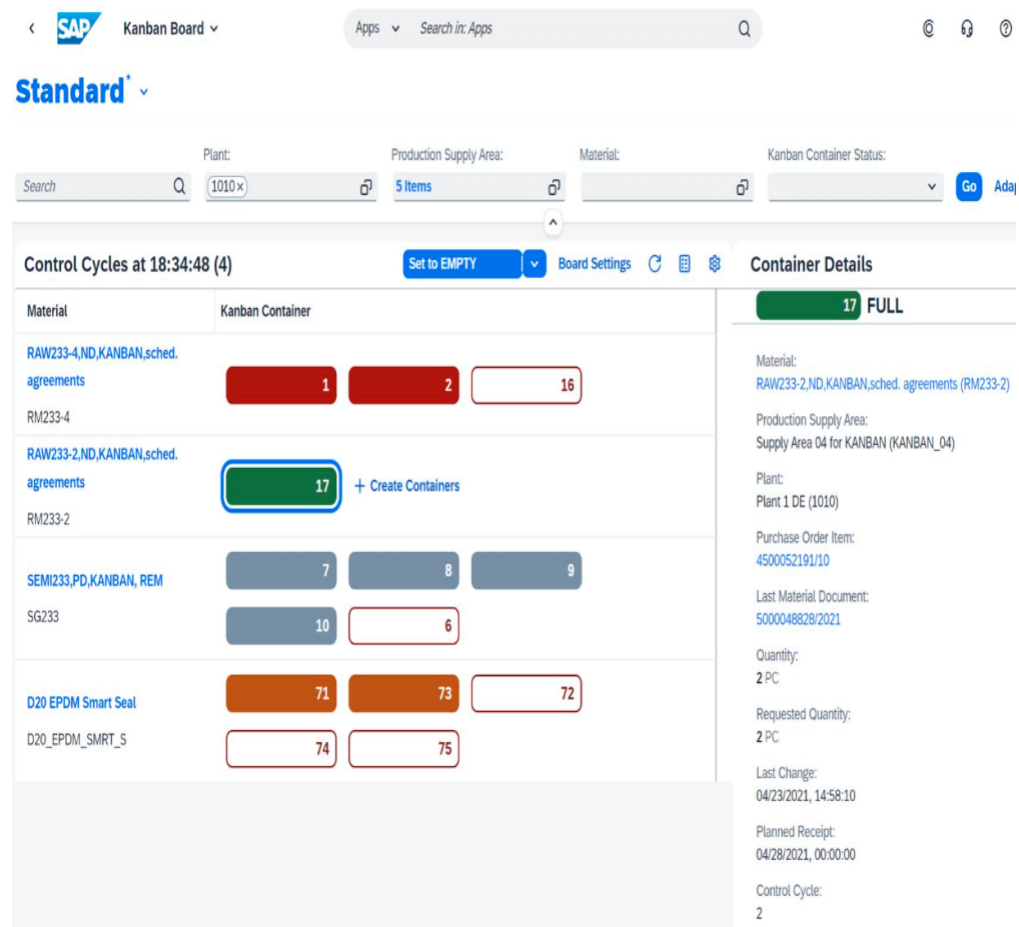 SAP Kanban Board
Apps Search in: Apps
Standard*
Plant: Production Supply Area: Material: Kanban Container Status:
Search 1010 × 5 Items Go Adap
Control Cycles at 18:34:48 (4) Set to EMPTY Board Settings
Material Kanban Container
RAW233-4,ND,KANBAN,sched.
agreements
RM233-4
1 2 16
RAW233-2,ND,KANBAN,sched.
agreements
RM233-2
17 + Create Containers
SEMI233,PD,KANBAN, REM
SG233
7 8 9
10 6
D20 EPDM Smart Seal
D20_EPDM_SMRT_S
71 73 72
74 75
Container Details
17 FULL
Material:
RAW233-2,ND,KANBAN,sched. agreements (RM233-2)
Production Supply Area:
Supply Area 04 for KANBAN (KANBAN_04)
Plant:
Plant 1 DE (1010)
Purchase Order Item:
4500052191/10
Last Material Document:
5000048828/2021
Quantity:
2 PC
Requested Quantity:
2 PC
Last Change:
04/23/2021, 14:58:10
Planned Receipt:
04/28/2021, 00:00:00
Control Cycle:
2